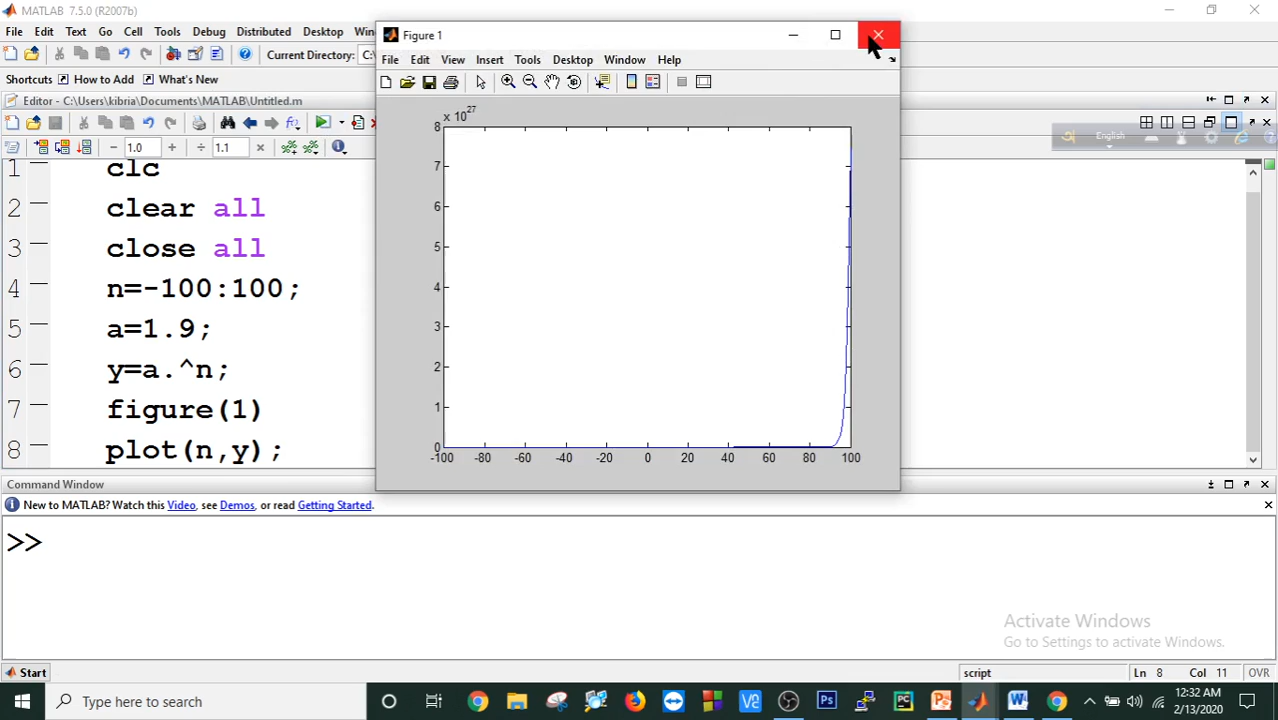 MATLAB 7.5.0 (R2007b)
File Edit Text Go Cell Tools Debug Distributed Desktop Win
Current Directory: C:\
Shortcuts How to Add What's New
Editor - C:\Users\kibria\Documents\MATLAB\Untitled.m
1.0 1.1
1 clc
2 clear all
3 close all
4 n=-100:100;
5 a=1.9;
6 y=a.^n;
7 figure(1)
8 plot(n,y);
Figure 1
File Edit View Insert Tools Desktop Window Help
x 10^27
8
7
6
5
4
3
2
1
0
-100 -80 -60 -40 -20 0 20 40 60 80 100
English
Command Window
New to MATLAB? Watch this Video, see Demos, or read Getting Started.
>>
Activate Windows
Go to Settings to activate Windows.
Start
script Ln 8 Col 11 OVR
Type here to search
12:32 AM
2/13/2020